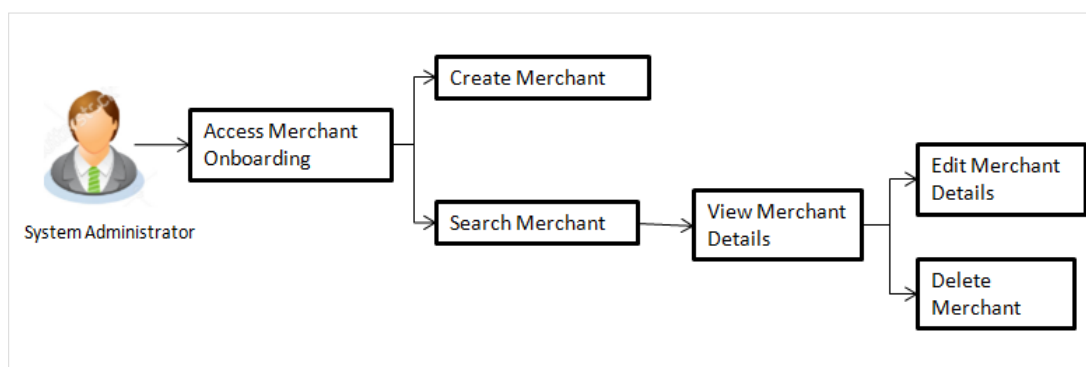 Create Merchant
Access Merchant
Onboarding
System Administrator
Search Merchant
View Merchant
Details
Edit Merchant
Details
Delete
Merchant